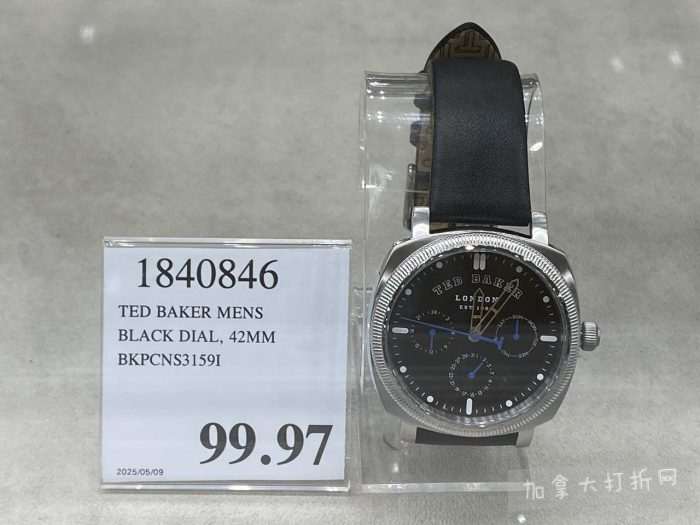 1840846
TED BAKER MENS
BLACK DIAL, 42MM
BKPCNS3159I
99.97
2025/05/09
TED BAKER
LONDON
加拿大打折网